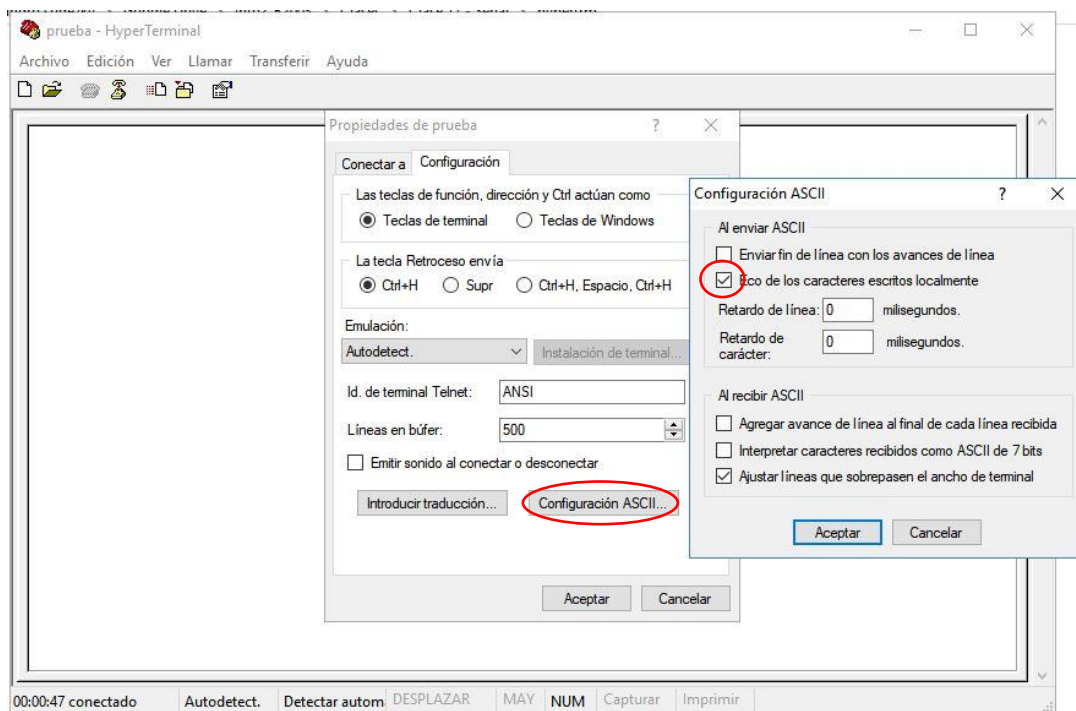 prueba - HyperTerminal
Archivo Edición Ver Llamar Transferir Ayuda
Propiedades de prueba
Conectar a Configuración
Las teclas de función, dirección y Ctrl actúan como
Teclas de terminal Teclas de Windows
La tecla Retroceso envía
Ctrl+H Supr Ctrl+H, Espacio, Ctrl+H
Emulación:
Autodetect. Instalación de terminal...
Id. de terminal Telnet: ANSI
Líneas en búfer: 500
Emitir sonido al conectar o desconectar
Introducir traducción... Configuración ASCII...
Aceptar Cancelar
Configuración ASCII
Al enviar ASCII
Enviar fin de línea con los avances de línea
Eco de los caracteres escritos localmente
Retardo de línea: 0 milisegundos.
Retardo de
carácter: 0 milisegundos.
Al recibir ASCII
Agregar avance de línea al final de cada línea recibida
Interpretar caracteres recibidos como ASCII de 7 bits
Ajustar líneas que sobrepasen el ancho de terminal
Aceptar Cancelar
00:00:47 conectado Autodetect. Detectar autom DESPLAZAR MAY NUM Capturar Imprimir